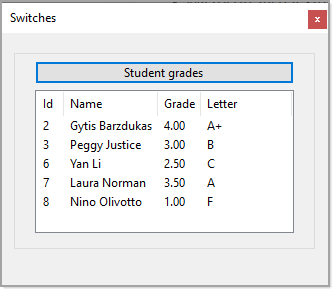 Switches x
Student grades
Id Name Grade Letter
2 Gytis Barzdukas 4.00 A+
3 Peggy Justice 3.00 B
6 Yan Li 2.50 C
7 Laura Norman 3.50 A
8 Nino Olivotto 1.00 F